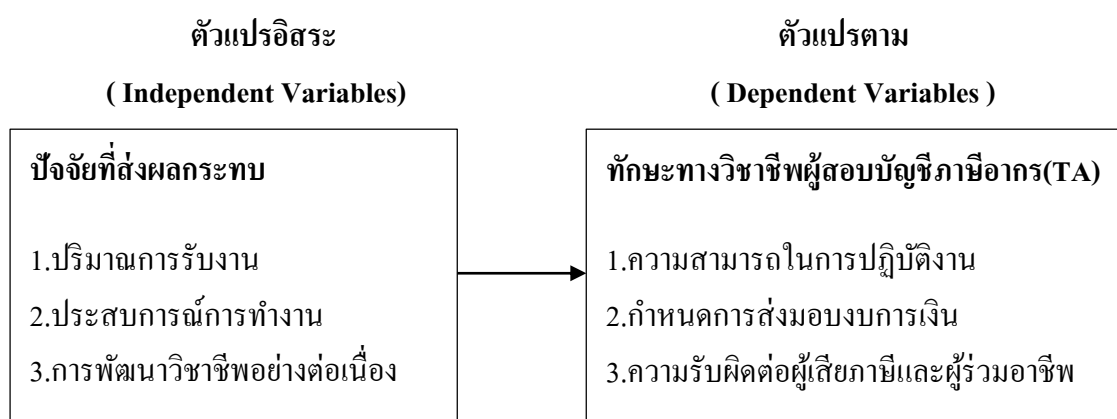 ตัวแปรอิสระ
( Independent Variables)
ปัจจัยที่ส่งผลกระทบ
1.ปริมาณการรับงาน
2.ประสบการณ์การทำงาน
3.การพัฒนาวิชาชีพอย่างต่อเนื่อง
ตัวแปรตาม
( Dependent Variables )
ทักษะทางวิชาชีพผู้สอบบัญชีภาษีอากร(TA)
1.ความสามารถในการปฏิบัติงาน
2.กำหนดการส่งมอบงบการเงิน
3.ความรับผิดต่อผู้เสียภาษีและผู้ร่วมอาชีพ